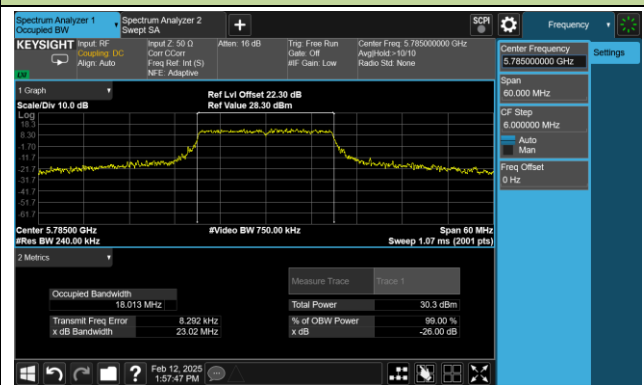 Spectrum Analyzer 1
Occupied BW
Spectrum Analyzer 2
Swept SA
SCPI
Frequency
KEYSIGHT
Input: RF
Coupling: DC
Align: Auto
Input Z: 50 Ω
Corr CCorr
Freq Ref: Int (S)
NFE: Adaptive
Atten: 16 dB
Trig: Free Run
Gate: Off
#IF Gain: Low
Center Freq: 5.785000000 GHz
Avg|Hold:>10/10
Radio Std: None
Center Frequency
5.785000000 GHz
Settings
Span
60.000 MHz
CF Step
6.000000 MHz
Auto
Man
Freq Offset
0 Hz
1 Graph
Scale/Div 10.0 dB
Ref Lvl Offset 22.30 dB
Ref Value 28.30 dBm
Log
18.3
8.30
-1.70
-11.7
-21.7
-31.7
-41.7
-51.7
-61.7
Center 5.78500 GHz
#Res BW 240.00 kHz
#Video BW 750.00 kHz
Span 60 MHz
Sweep 1.07 ms (2001 pts)
2 Metrics
Measure Trace
Trace 1
Occupied Bandwidth
18.013 MHz
Total Power
30.3 dBm
Transmit Freq Error
8.292 kHz
% of OBW Power
99.00 %
x dB Bandwidth
23.02 MHz
x dB
-26.00 dB
Feb 12, 2025
1:57:47 PM